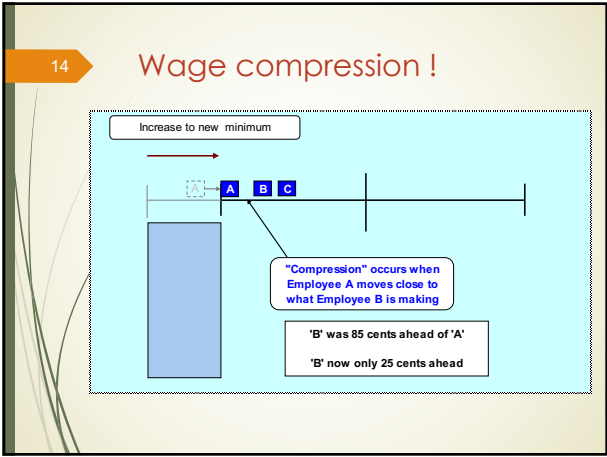 14
Wage compression !
Increase to new minimum
A
A
B
C
"Compression" occurs when
Employee A moves close to
what Employee B is making
'B' was 85 cents ahead of 'A'
'B' now only 25 cents ahead